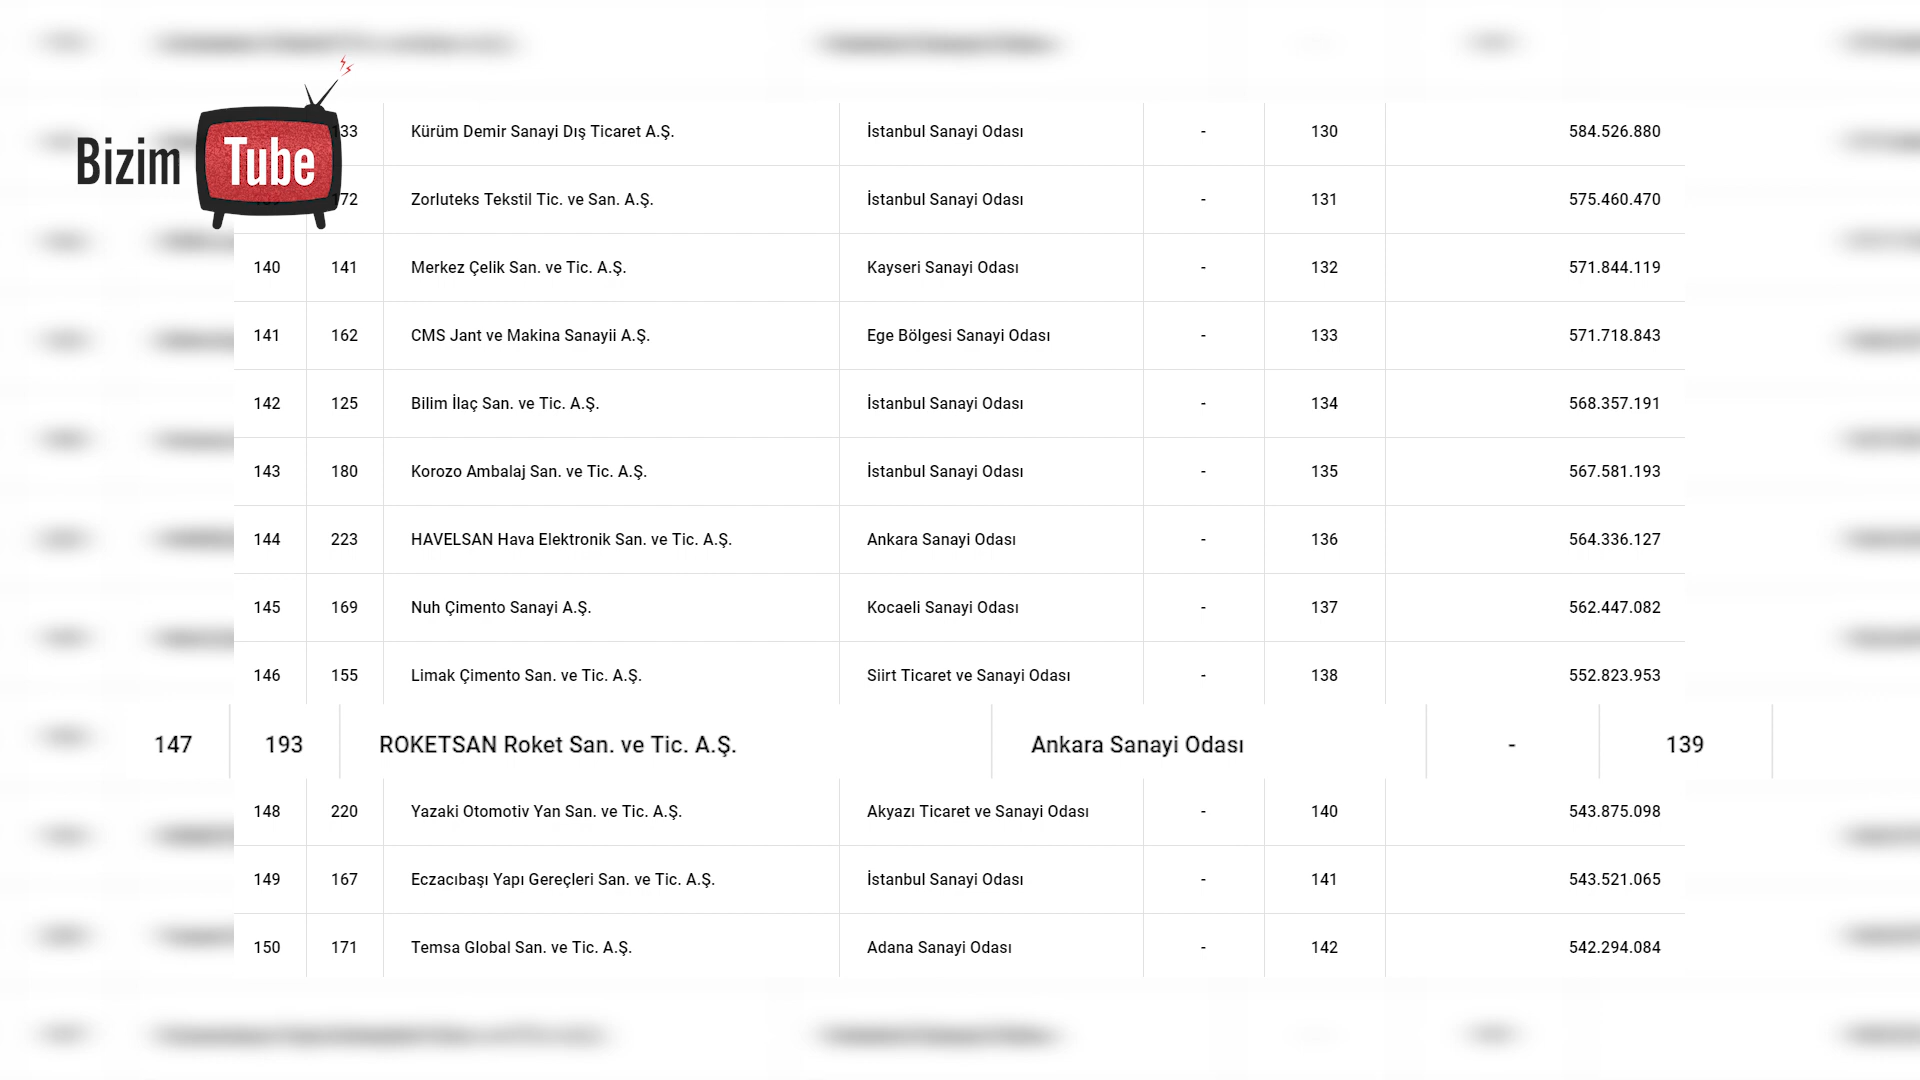 Bizim Tube
133 Kürüm Demir Sanayi Dış Ticaret A.Ş. İstanbul Sanayi Odası - 130 584.526.880
172 Zorluteks Tekstil Tic. ve San. A.Ş. İstanbul Sanayi Odası - 131 575.460.470
140 141 Merkez Çelik San. ve Tic. A.Ş. Kayseri Sanayi Odası - 132 571.844.119
141 162 CMS Jant ve Makina Sanayii A.Ş. Ege Bölgesi Sanayi Odası - 133 571.718.843
142 125 Bilim İlaç San. ve Tic. A.Ş. İstanbul Sanayi Odası - 134 568.357.191
143 180 Korozo Ambalaj San. ve Tic. A.Ş. İstanbul Sanayi Odası - 135 567.581.193
144 223 HAVELSAN Hava Elektronik San. ve Tic. A.Ş. Ankara Sanayi Odası - 136 564.336.127
145 169 Nuh Çimento Sanayi A.Ş. Kocaeli Sanayi Odası - 137 562.447.082
146 155 Limak Çimento San. ve Tic. A.Ş. Siirt Ticaret ve Sanayi Odası - 138 552.823.953
147 193 ROKETSAN Roket San. ve Tic. A.Ş. Ankara Sanayi Odası - 139
148 220 Yazaki Otomotiv Yan San. ve Tic. A.Ş. Akyazı Ticaret ve Sanayi Odası - 140 543.875.098
149 167 Eczacıbaşı Yapı Gereçleri San. ve Tic. A.Ş. İstanbul Sanayi Odası - 141 543.521.065
150 171 Temsa Global San. ve Tic. A.Ş. Adana Sanayi Odası - 142 542.294.084